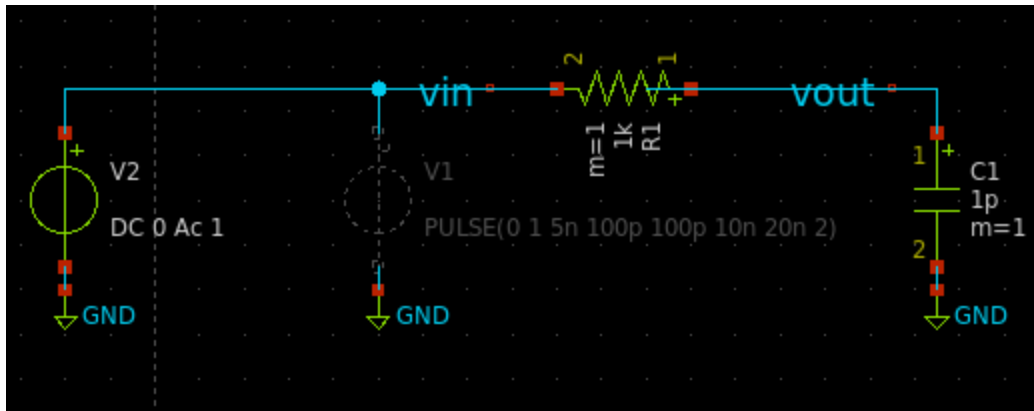 vin
2
1
vout
m=1
1k
R1
V2
DC 0 Ac 1
V1
PULSE(0 1 5n 100p 100p 10n 20n 2)
1
C1
1p
m=1
2
GND
GND
GND